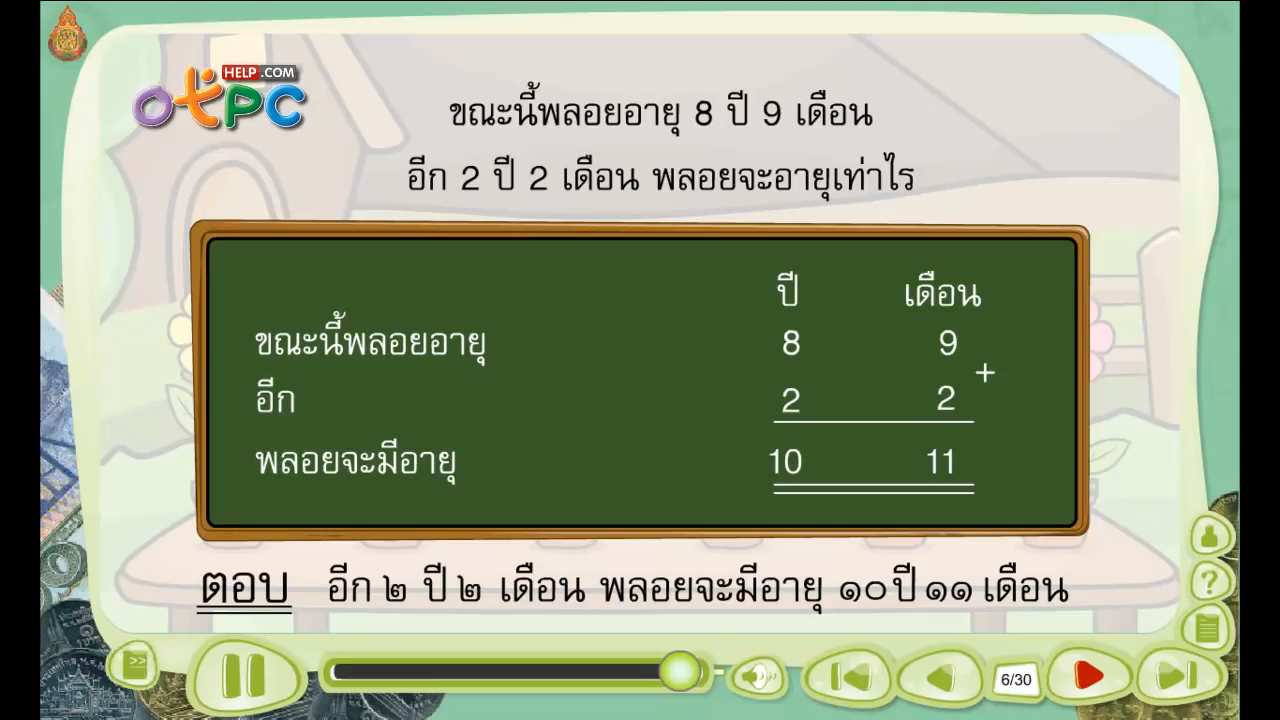 HELP.COM
OTPC
ขณะนี้พลอยอายุ 8 ปี 9 เดือน
อีก 2 ปี 2 เดือน พลอยจะอายุเท่าไร
ปี เดือน
ขณะนี้พลอยอายุ 8 9
+
อีก 2 2
พลอยจะมีอายุ 10 11
ตอบ อีก ๒ ปี ๒ เดือน พลอยจะมีอายุ ๑๐ ปี ๑๑ เดือน
>>
?
6/30